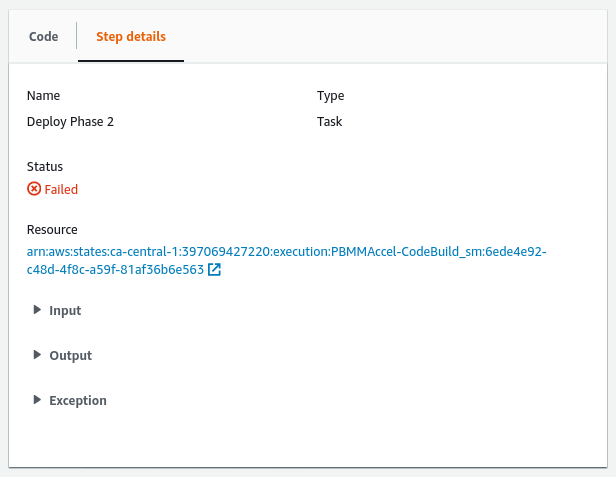 Code
Step details
Name
Type
Deploy Phase 2
Task
Status
Failed
Resource
arn:aws:states:ca-central-1:397069427220:execution:PBMMAccel-CodeBuild_sm:6ede4e92-
c48d-4f8c-a59f-81af36b6e563
Input
Output
Exception